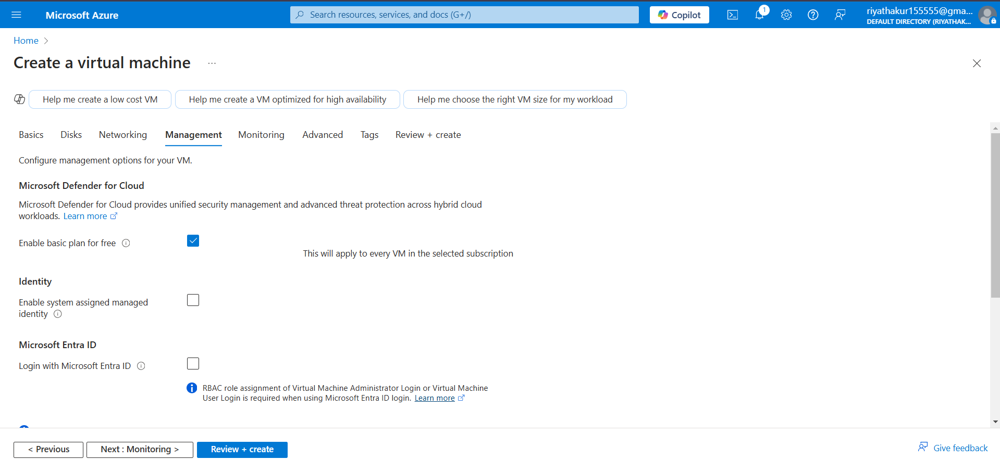 Microsoft Azure
Search resources, services, and docs (G+/)
Copilot
1
riyathakur155555@gma...
DEFAULT DIRECTORY (RIYATHAK...
Home
Create a virtual machine
...
Help me create a low cost VM
Help me create a VM optimized for high availability
Help me choose the right VM size for my workload
Basics
Disks
Networking
Management
Monitoring
Advanced
Tags
Review + create
Configure management options for your VM.
Microsoft Defender for Cloud
Microsoft Defender for Cloud provides unified security management and advanced threat protection across hybrid cloud
workloads. Learn more
Enable basic plan for free
This will apply to every VM in the selected subscription
Identity
Enable system assigned managed
identity
Microsoft Entra ID
Login with Microsoft Entra ID
RBAC role assignment of Virtual Machine Administrator Login or Virtual Machine
User Login is required when using Microsoft Entra ID login. Learn more
< Previous
Next : Monitoring >
Review + create
Give feedback